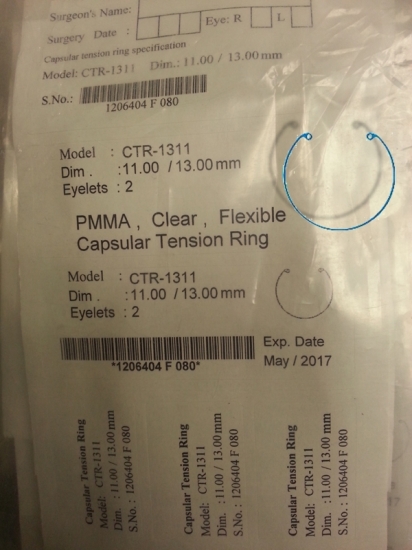 Surgeon's Name:
Surgery Date : Eye: R L
Capsular tension ring specification
Model: CTR-1311 Dim.: 11.00 / 13.00 mm
S.No.:
1206404 F 080
Model : CTR-1311
Dim . : 11.00 / 13.00 mm
Eyelets : 2
PMMA , Clear , Flexible
Capsular Tension Ring
Model : CTR-1311
Dim . : 11.00 / 13.00 mm
Eyelets : 2
*1206404 F 080*
Exp. Date
May / 2017
Capsular Tension Ring
Model: CTR-1311
Dim. : 11.00 / 13.00 mm
S.No. : 1206404 F 080
Capsular Tension Ring
Model: CTR-1311
Dim. : 11.00 / 13.00 mm
S.No. : 1206404 F 080
Capsular Tension Ring
Model: CTR-1311
Dim. : 11.00 / 13.00 mm
S.No. : 1206404 F 080